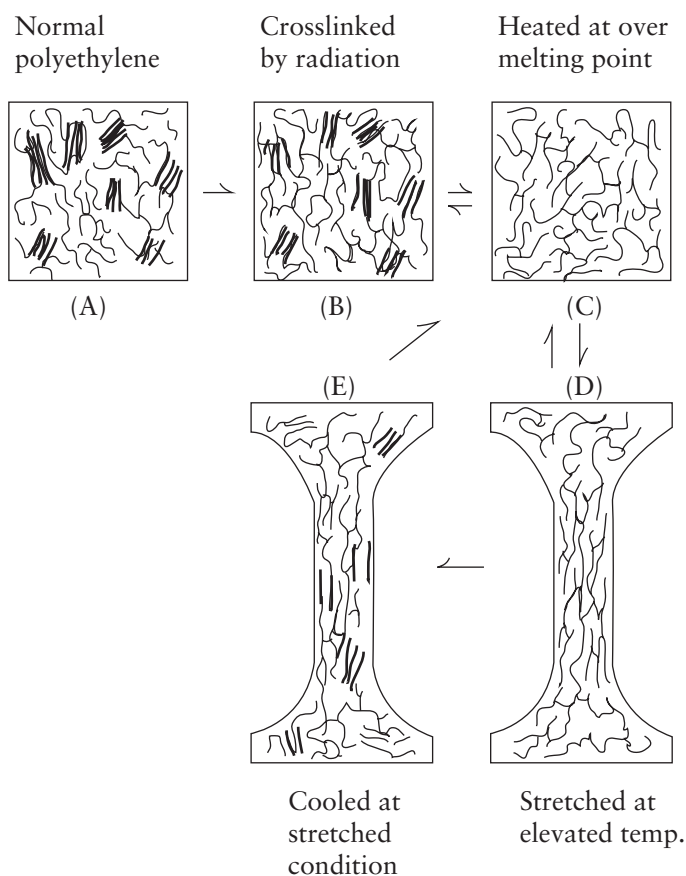 Normal
polyethylene
Crosslinked
by radiation
Heated at over
melting point
(A)
(B)
(C)
(E)
(D)
Cooled at
stretched
condition
Stretched at
elevated temp.